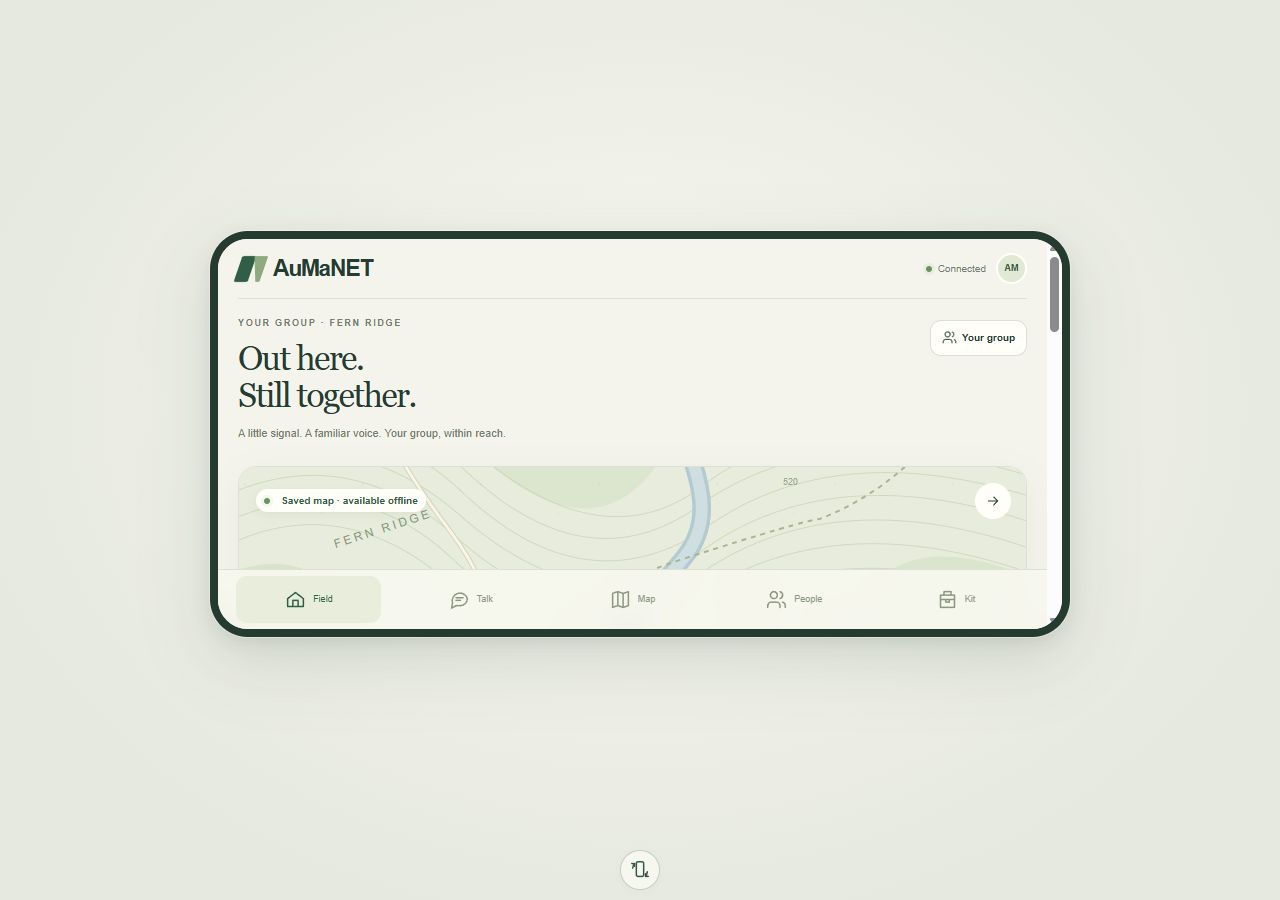 AuMaNET
Connected
AM
YOUR GROUP · FERN RIDGE
Your group
Out here.
Still together.
A little signal. A familiar voice. Your group, within reach.
520
Saved map · available offline
FERN RIDGE
Field
Talk
Map
People
Kit